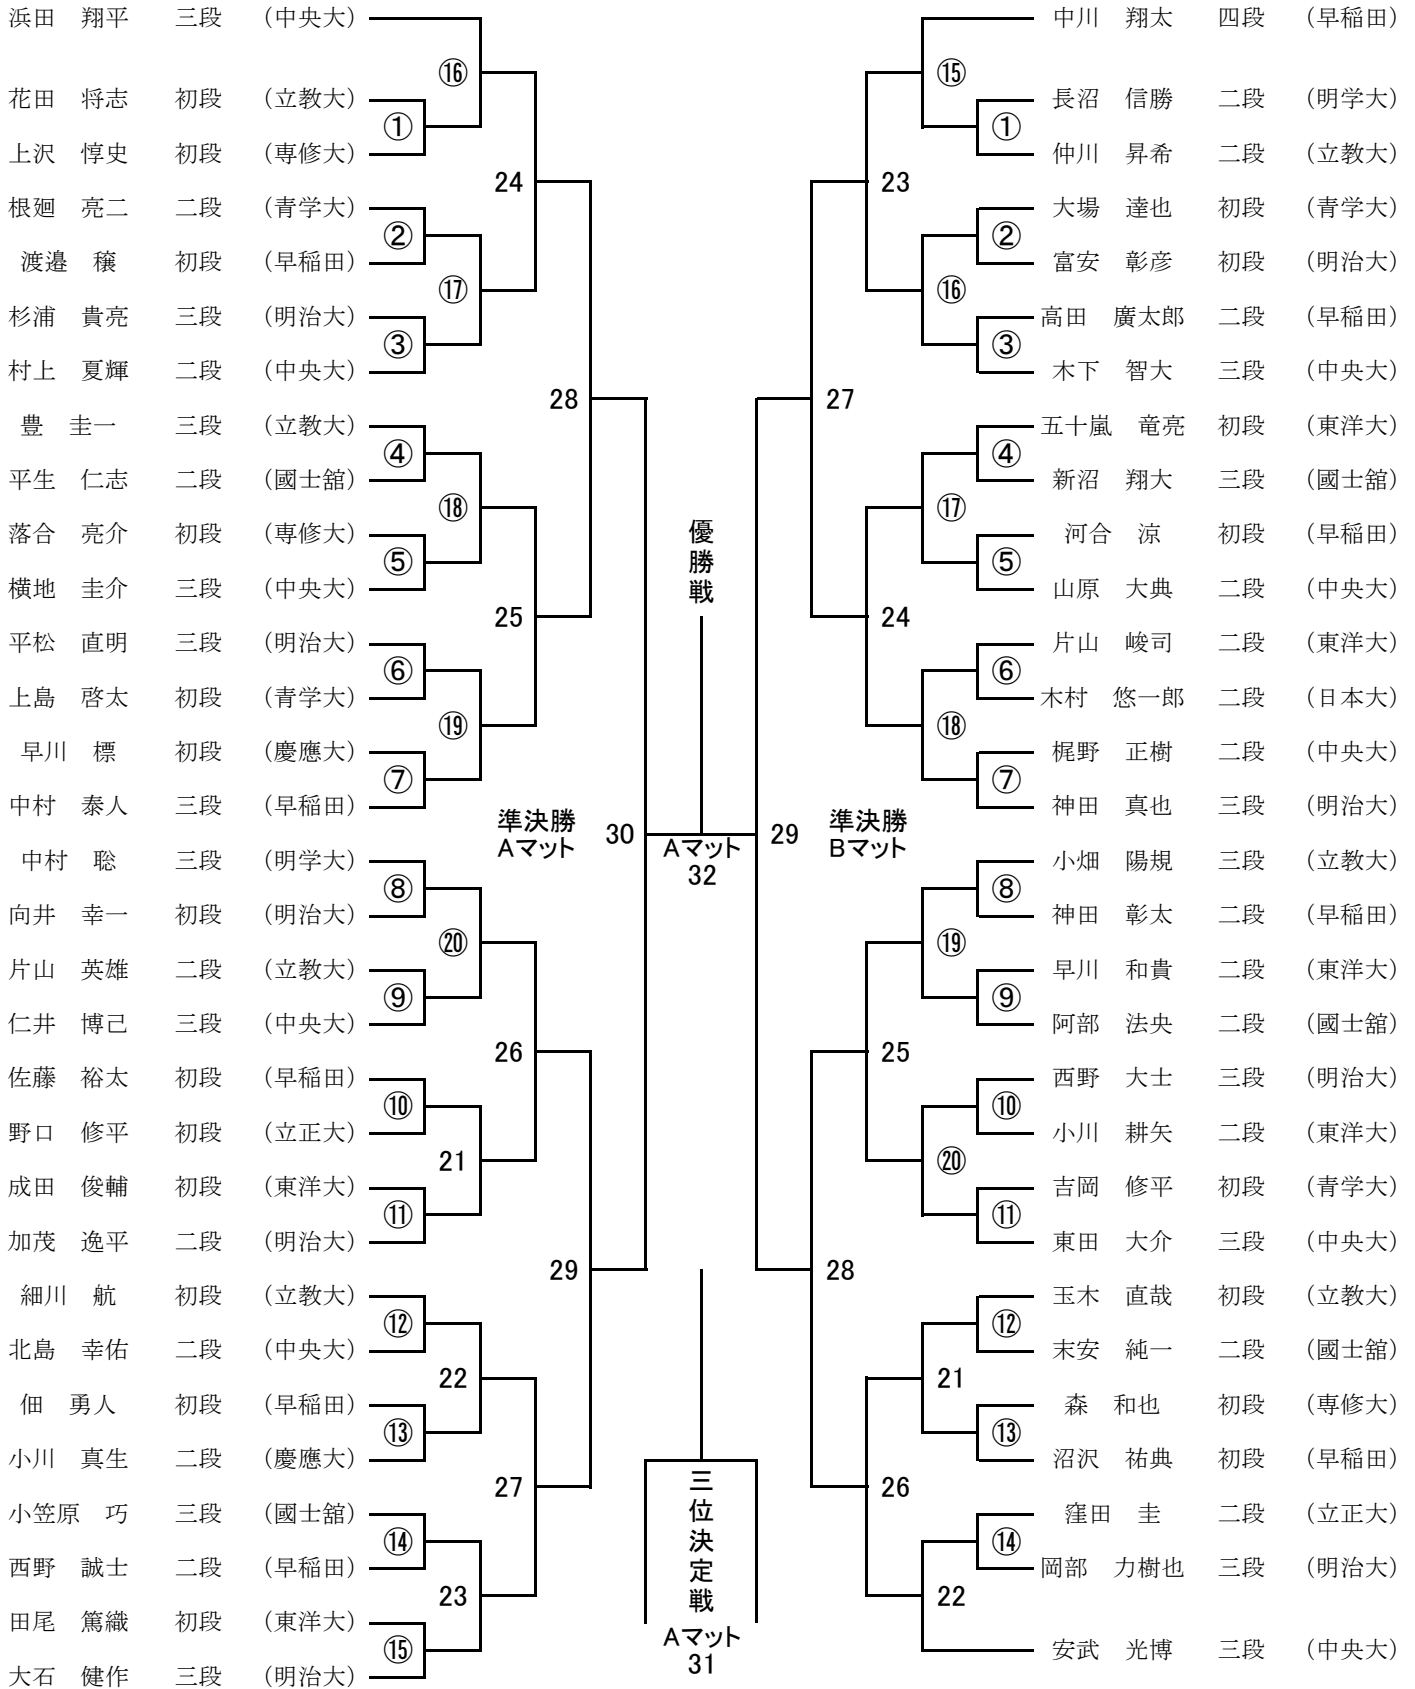 浜田　翔平　三段　（中央大）
⑯
花田　将志　初段　（立教大）
①
上沢　惇史　初段　（専修大）
24
根廻　亮二　二段　（青学大）
②
渡邉　穣　初段　（早稲田）
⑰
杉浦　貴亮　三段　（明治大）
③
村上　夏輝　二段　（中央大）
28
豊　圭一　三段　（立教大）
④
平生　仁志　二段　（國士舘）
⑱
落合　亮介　初段　（専修大）
⑤
横地　圭介　三段　（中央大）
25
平松　直明　三段　（明治大）
⑥
上島　啓太　初段　（青学大）
⑲
早川　標　初段　（慶應大）
⑦
中村　泰人　三段　（早稲田）
準決勝
Aマット
30
中村　聡　三段　（明学大）
⑧
向井　幸一　初段　（明治大）
⑳
片山　英雄　二段　（立教大）
⑨
仁井　博己　三段　（中央大）
26
佐藤　裕太　初段　（早稲田）
⑩
野口　修平　初段　（立正大）
21
成田　俊輔　初段　（東洋大）
⑪
加茂　逸平　二段　（明治大）
29
細川　航　初段　（立教大）
⑫
北島　幸佑　二段　（中央大）
22
佃　勇人　初段　（早稲田）
⑬
小川　真生　二段　（慶應大）
27
小笠原　巧　三段　（國士舘）
⑭
西野　誠士　二段　（早稲田）
23
田尾　篤織　初段　（東洋大）
⑮
大石　健作　三段　（明治大）
優勝戦
Aマット
32
三位決定戦
Aマット
31
中川　翔太　四段　（早稲田）
⑮
長沼　信勝　二段　（明学大）
①
仲川　昇希　二段　（立教大）
23
大場　達也　初段　（青学大）
②
富安　彰彦　初段　（明治大）
⑯
高田　廣太郎　二段　（早稲田）
③
木下　智大　三段　（中央大）
27
五十嵐　竜亮　初段　（東洋大）
④
新沼　翔大　三段　（國士舘）
⑰
河合　涼　初段　（早稲田）
⑤
山原　大典　二段　（中央大）
24
片山　峻司　二段　（東洋大）
⑥
木村　悠一郎　二段　（日本大）
⑱
梶野　正樹　二段　（中央大）
⑦
神田　真也　三段　（明治大）
29
準決勝
Bマット
小畑　陽規　三段　（立教大）
⑧
神田　彰太　二段　（早稲田）
⑲
早川　和貴　二段　（東洋大）
⑨
阿部　法央　二段　（國士舘）
25
西野　大士　三段　（明治大）
⑩
小川　耕矢　二段　（東洋大）
⑳
吉岡　修平　初段　（青学大）
⑪
東田　大介　三段　（中央大）
28
玉木　直哉　初段　（立教大）
⑫
末安　純一　二段　（國士舘）
21
森　和也　初段　（専修大）
⑬
沼沢　祐典　初段　（早稲田）
26
窪田　圭　二段　（立正大）
⑭
岡部　力樹也　三段　（明治大）
22
安武　光博　三段　（中央大）